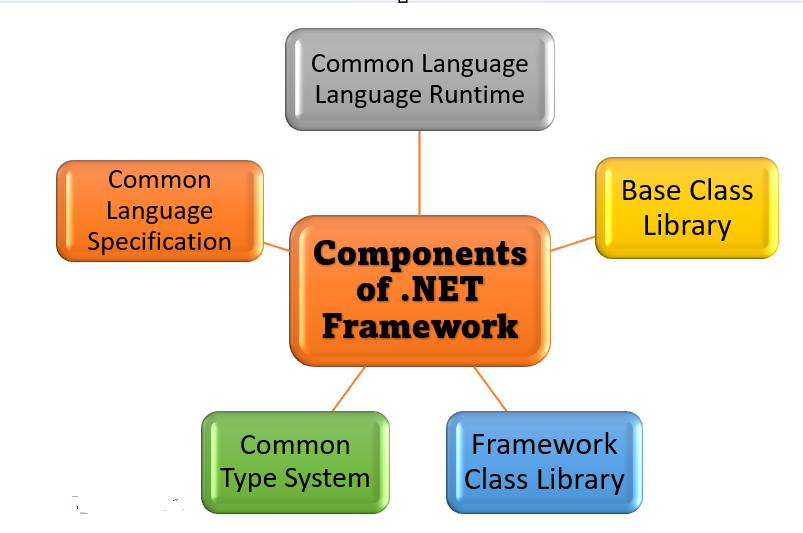 Common Language
Language Runtime
Common
Language
Specification
Base Class
Library
Components
of .NET
Framework
Common
Type System
Framework
Class Library